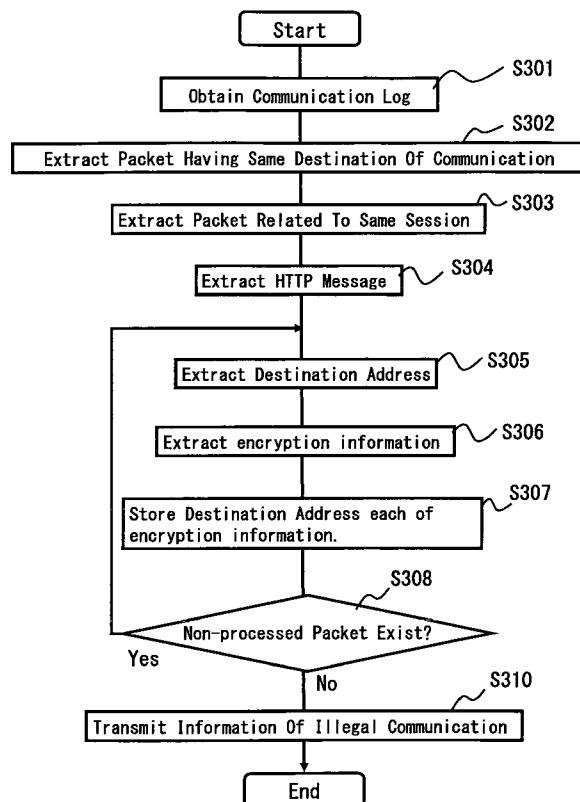 Start
S301
Obtain Communication Log
S302
Extract Packet Having Same Destination Of Communication
S303
Extract Packet Related To Same Session
S304
Extract HTTP Message
S305
Extract Destination Address
S306
Extract encryption information
S307
Store Destination Address each of
encryption information.
S308
Non-processed Packet Exist?
Yes
No
S310
Transmit Information Of Illegal Communication
End